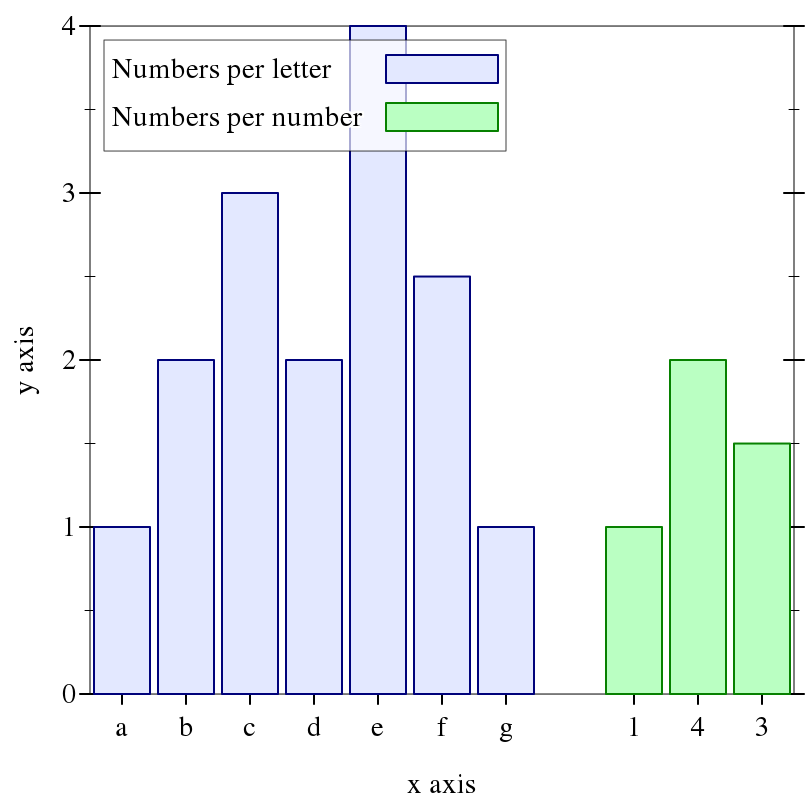 4
Numbers per letter
Numbers per number
3
2
1
0
y axis
a b c d e f g 1 4 3
x axis